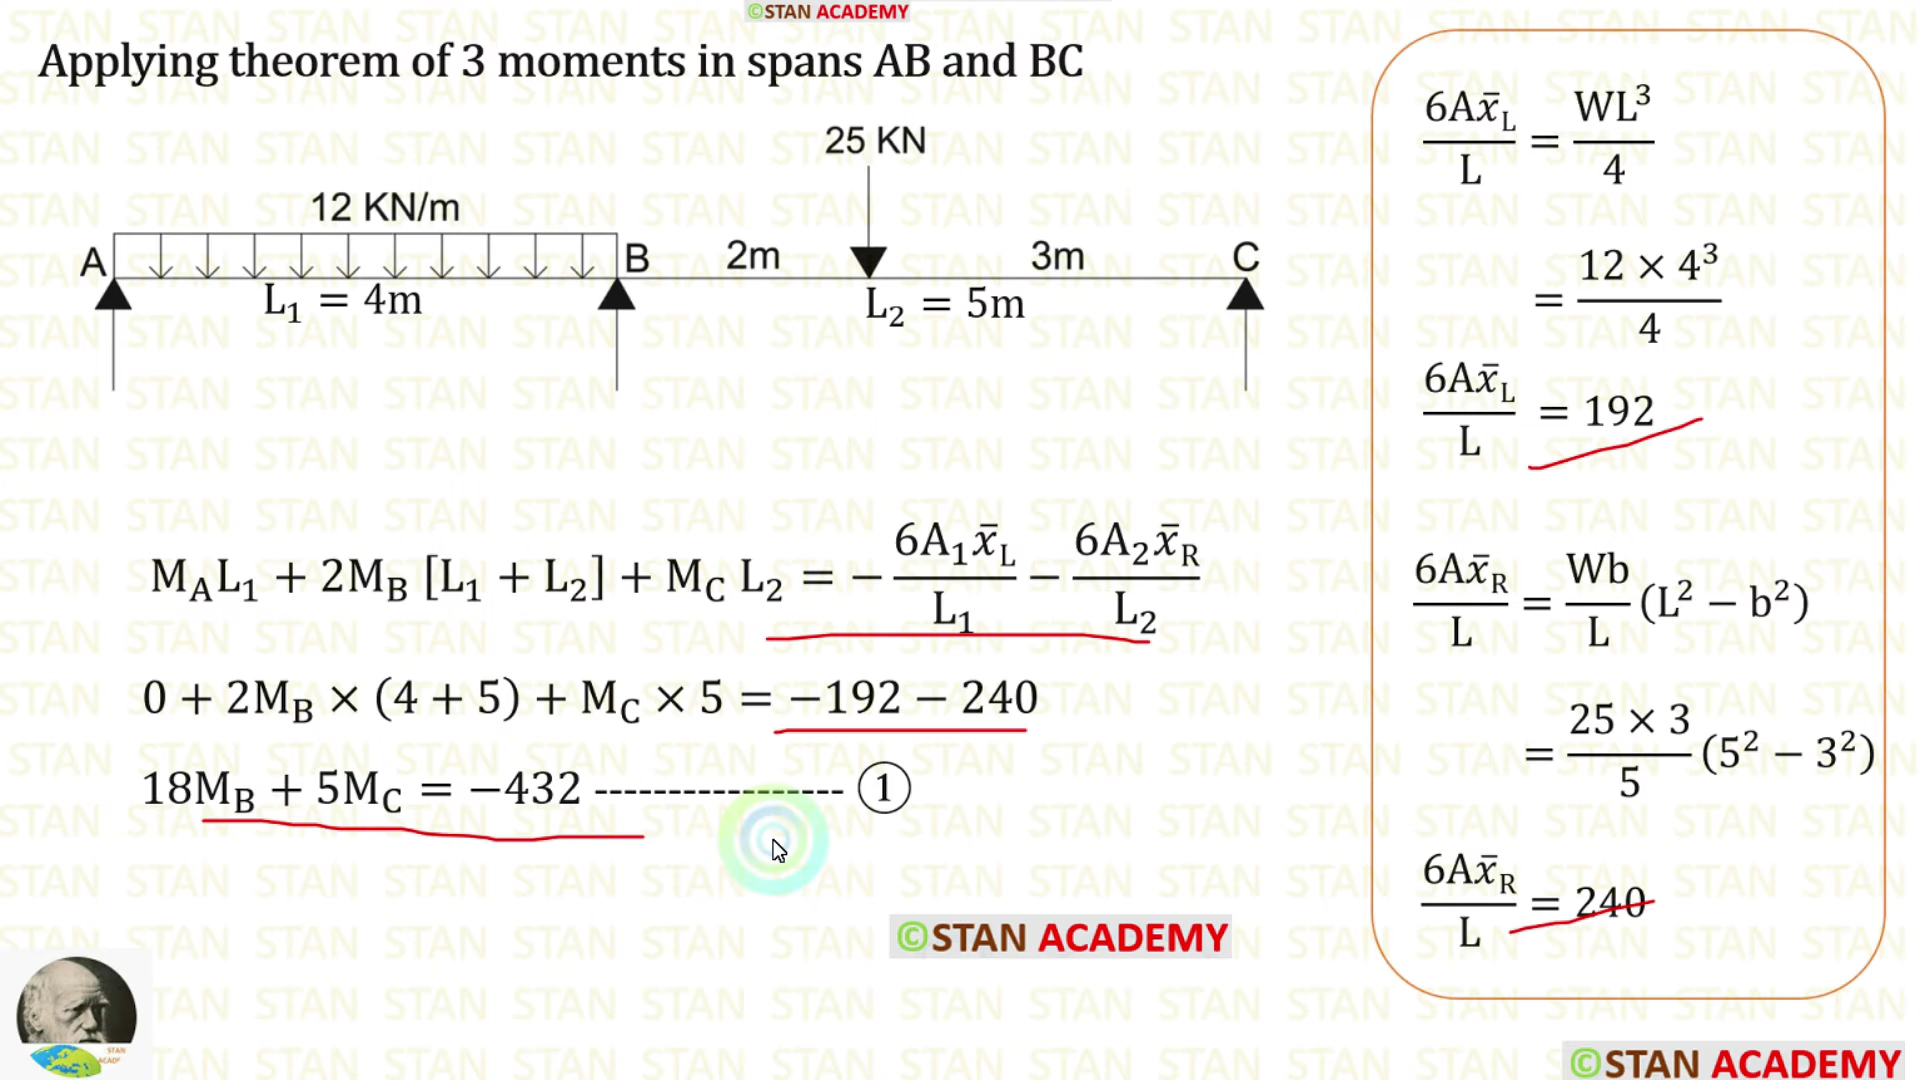 ©STAN ACADEMY
Applying theorem of 3 moments in spans AB and BC
25 KN
12 KN/m
A
B
2m
3m
C
L₁ = 4m
L₂ = 5m
M_A L₁ + 2M_B [L₁ + L₂] + M_C L₂ = − 6A₁x̄_L / L₁ − 6A₂x̄_R / L₂
0 + 2M_B × (4 + 5) + M_C × 5 = −192 − 240
18M_B + 5M_C = −432 ----------------- ①
6Ax̄_L / L = WL³ / 4
= 12 × 4³ / 4
6Ax̄_L / L = 192
6Ax̄_R / L = Wb / L (L² − b²)
= 25 × 3 / 5 (5² − 3²)
6Ax̄_R / L = 240
©STAN ACADEMY
©STAN ACADEMY